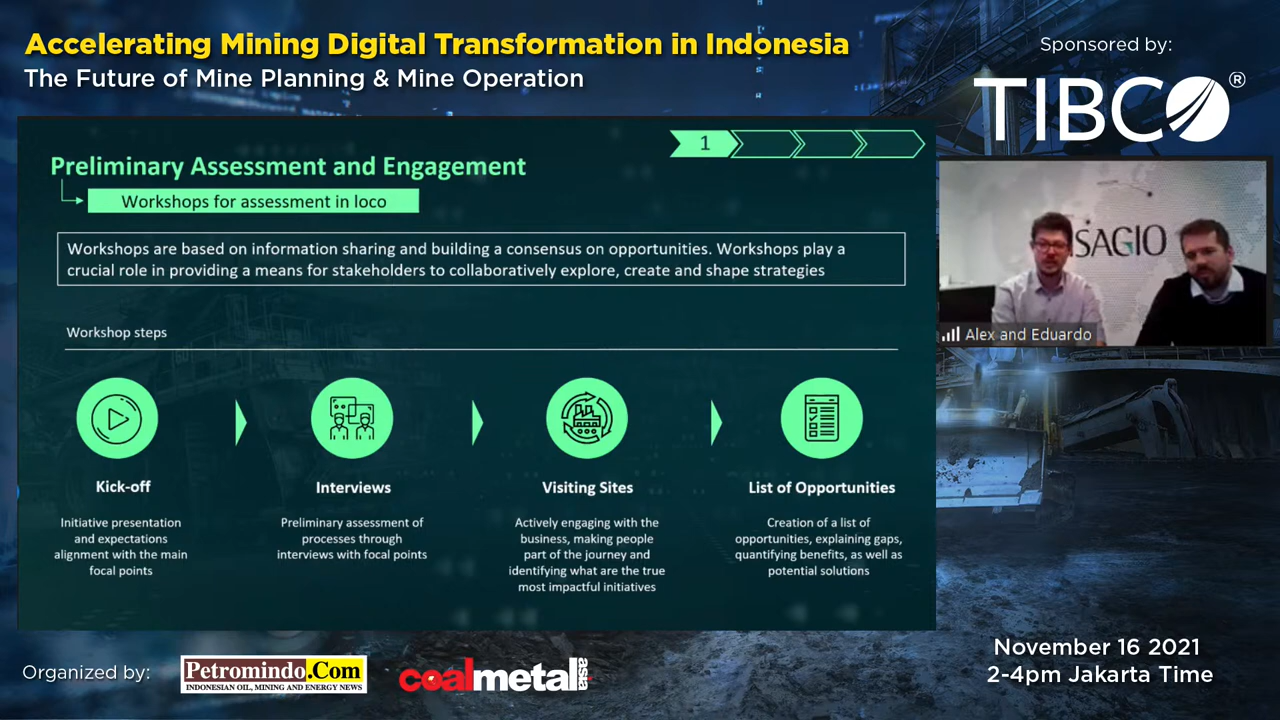 Accelerating Mining Digital Transformation in Indonesia
The Future of Mine Planning & Mine Operation
Sponsored by:
TIBCO®
1
Preliminary Assessment and Engagement
Workshops for assessment in loco
Workshops are based on information sharing and building a consensus on opportunities. Workshops play a
crucial role in providing a means for stakeholders to collaboratively explore, create and shape strategies
Workshop steps
Kick-off
Initiative presentation
and expectations
alignment with the main
focal points
Interviews
Preliminary assessment of
processes through
interviews with focal points
Visiting Sites
Actively engaging with the
business, making people
part of the journey and
identifying what are the true
most impactful initiatives
List of Opportunities
Creation of a list of
opportunities, explaining gaps,
quantifying benefits, as well as
potential solutions
SAGIO
Alex and Eduardo
Organized by:
Petromindo.Com
INDONESIAN OIL, MINING AND ENERGY NEWS
coalmetal asia
November 16 2021
2-4pm Jakarta Time